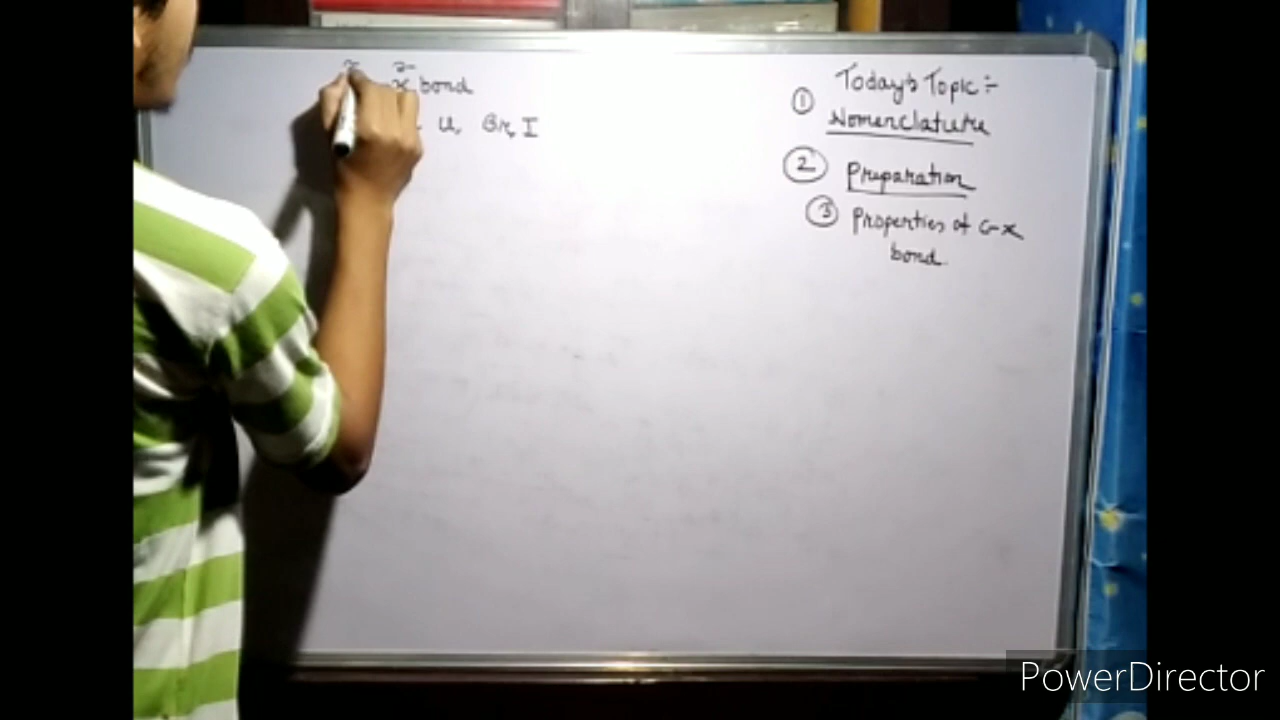 x bond
Cl, Br, I
Today's Topic :-
① Nomenclature
② Preparation
③ Properties of C-X
bond.
PowerDirector